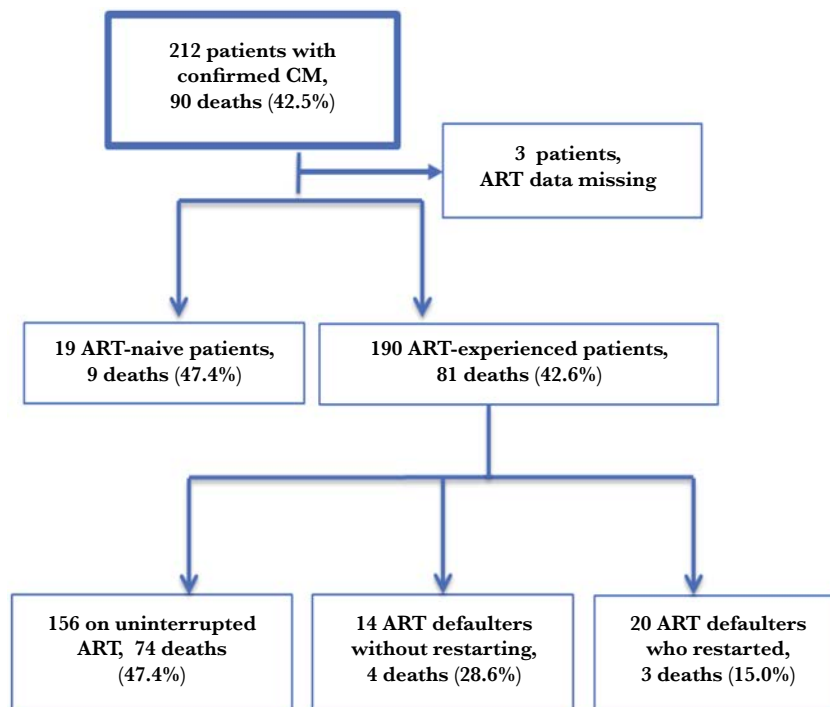 212 patients with
confirmed CM,
90 deaths (42.5%)
3 patients,
ART data missing
19 ART-naive patients,
9 deaths (47.4%)
190 ART-experienced patients,
81 deaths (42.6%)
156 on uninterrupted
ART, 74 deaths
(47.4%)
14 ART defaulters
without restarting,
4 deaths (28.6%)
20 ART defaulters
who restarted,
3 deaths (15.0%)